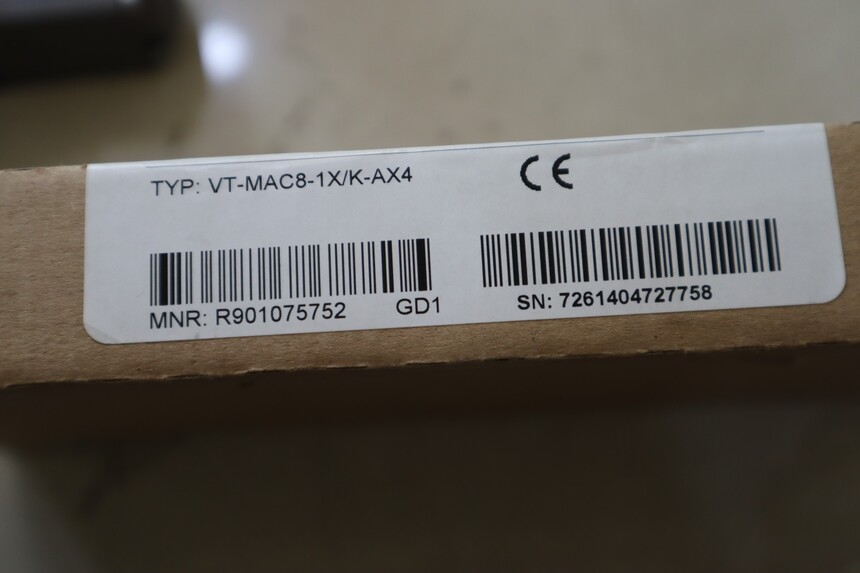 TYP: VT-MAC8-1X/K-AX4
CE
MNR: R901075752 GD1
SN: 7261404727758